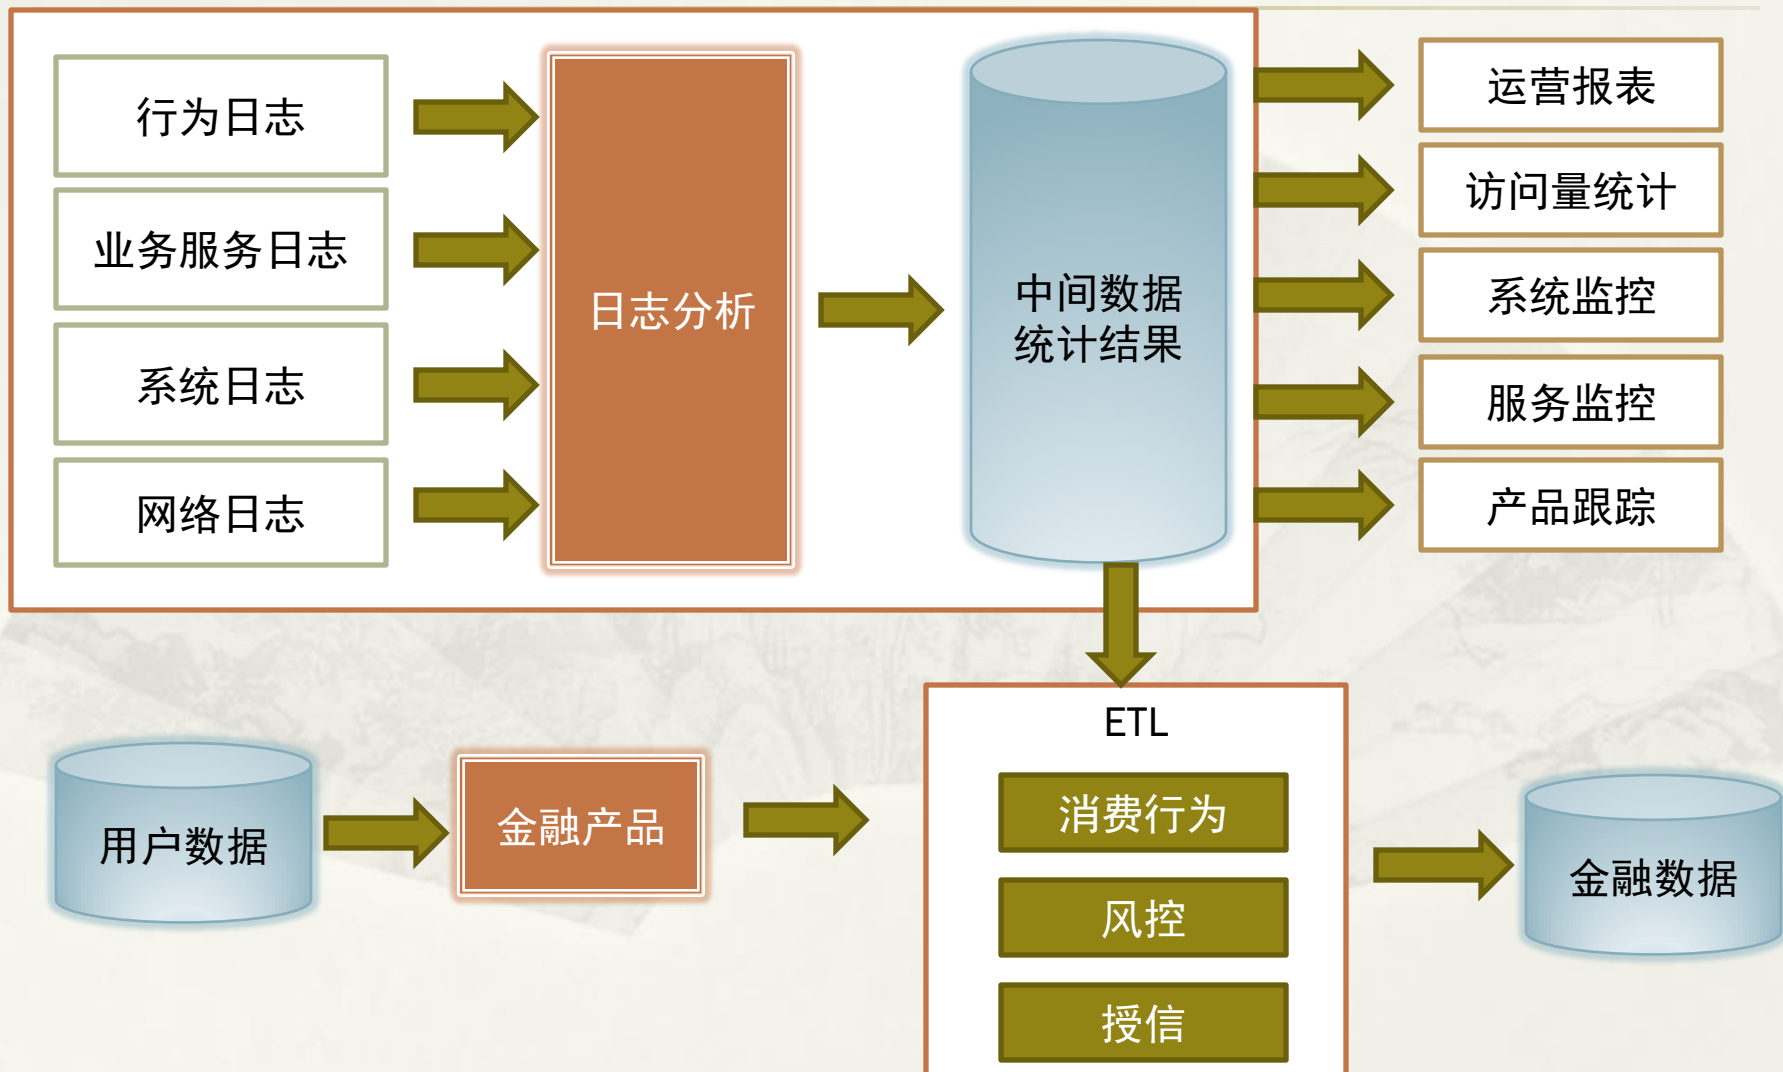 行为日志
业务服务日志
系统日志
网络日志
日志分析
中间数据
统计结果
运营报表
访问量统计
系统监控
服务监控
产品跟踪
用户数据
金融产品
ETL
消费行为
风控
授信
金融数据